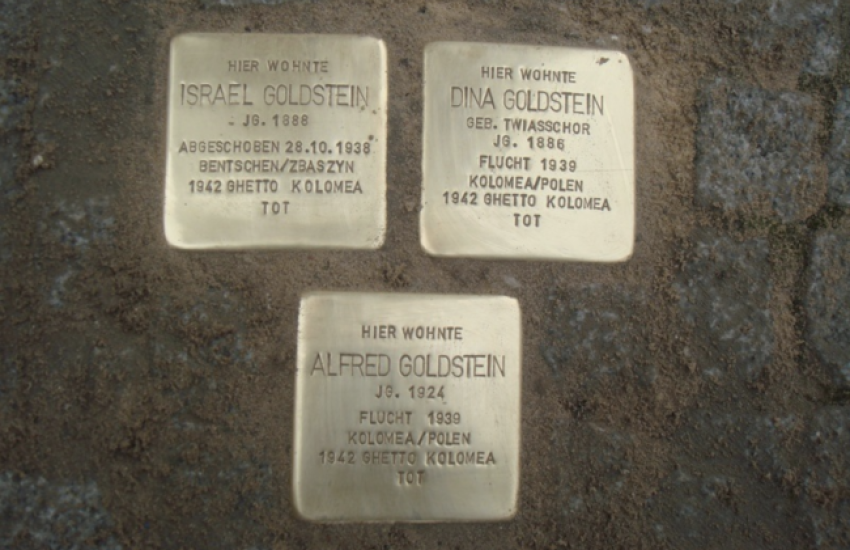 HIER WOHNTE
ISRAEL GOLDSTEIN
JG. 1888
ABGESCHOBEN 28.10.1938
BENTSCHEN/ZBASZYN
1942 GHETTO KOLOMEA
TOT
HIER WOHNTE
DINA GOLDSTEIN
GEB. TWIASSCHOR
JG. 1886
FLUCHT 1939
KOLOMEA/POLEN
1942 GHETTO KOLOMEA
TOT
HIER WOHNTE
ALFRED GOLDSTEIN
JG. 1924
FLUCHT 1939
KOLOMEA/POLEN
1942 GHETTO KOLOMEA
TOT